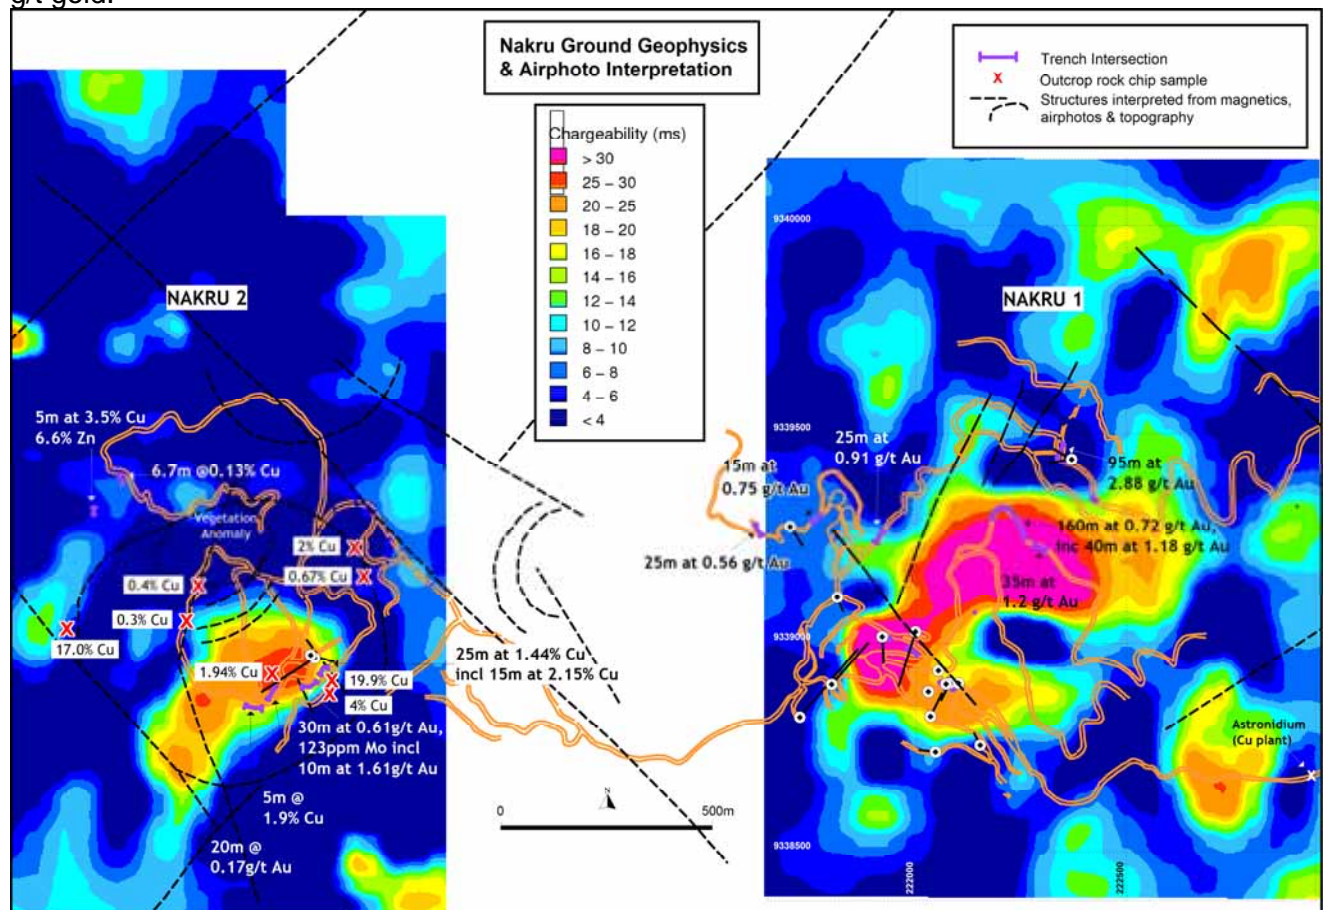 g/t gold.
Nakru Ground Geophysics
& Airphoto Interpretation
Trench Intersection
X Outcrop rock chip sample
Structures interpreted from magnetics,
airphotos & topography
Chargeability (ms)
> 30
25 – 30
20 – 25
18 – 20
16 – 18
14 – 16
12 – 14
10 – 12
8 – 10
6 – 8
4 – 6
< 4
NAKRU 2
5m at 3.5% Cu
6.6% Zn
6.7m @0.13% Cu
Vegetation
Anomaly
2% Cu
0.67% Cu
0.4% Cu
0.3% Cu
17.0% Cu
1.94% Cu
19.9% Cu
4% Cu
25m at 1.44% Cu
incl 15m at 2.15% Cu
30m at 0.61g/t Au,
123ppm Mo incl
10m at 1.61g/t Au
5m @
1.9% Cu
20m @
0.17g/t Au
0 500m
NAKRU 1
9340000
9339500
9339000
9338500
222000
222500
15m at
0.75 g/t Au
25m at
0.91 g/t Au
25m at 0.56 g/t Au
95m at
2.88 g/t Au
160m at 0.72 g/t Au,
inc 40m at 1.18 g/t Au
35m at
1.2 g/t Au
Astronidium
(Cu plant)
X